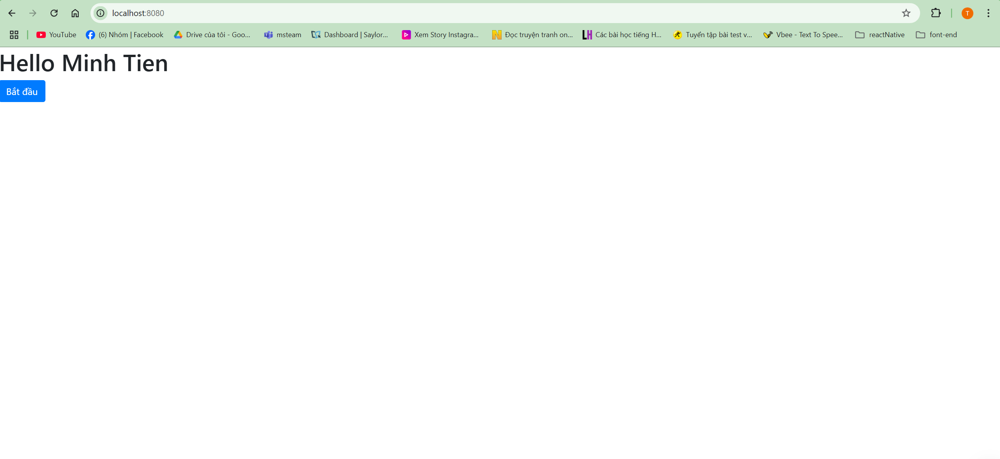 localhost:8080
T
YouTube (6) Nhóm | Facebook Drive của tôi - Goo... msteam Dashboard | Saylor... Xem Story Instagra... Đọc truyện tranh on... LH Các bài học tiếng H... Tuyển tập bài test v... Vbee - Text To Spee... reactNative font-end
Hello Minh Tien
Bắt đầu